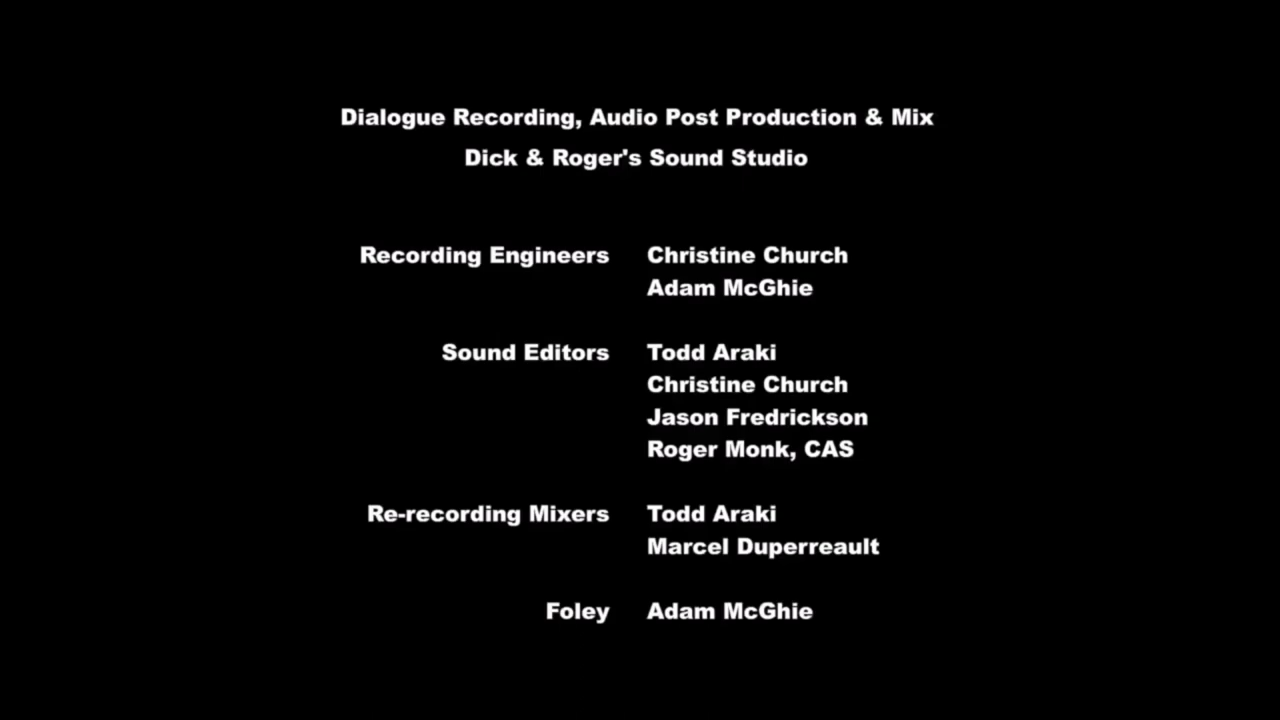 Dialogue Recording, Audio Post Production & Mix
Dick & Roger's Sound Studio
Recording Engineers Christine Church
Adam McGhie
Sound Editors Todd Araki
Christine Church
Jason Fredrickson
Roger Monk, CAS
Re-recording Mixers Todd Araki
Marcel Duperreault
Foley Adam McGhie